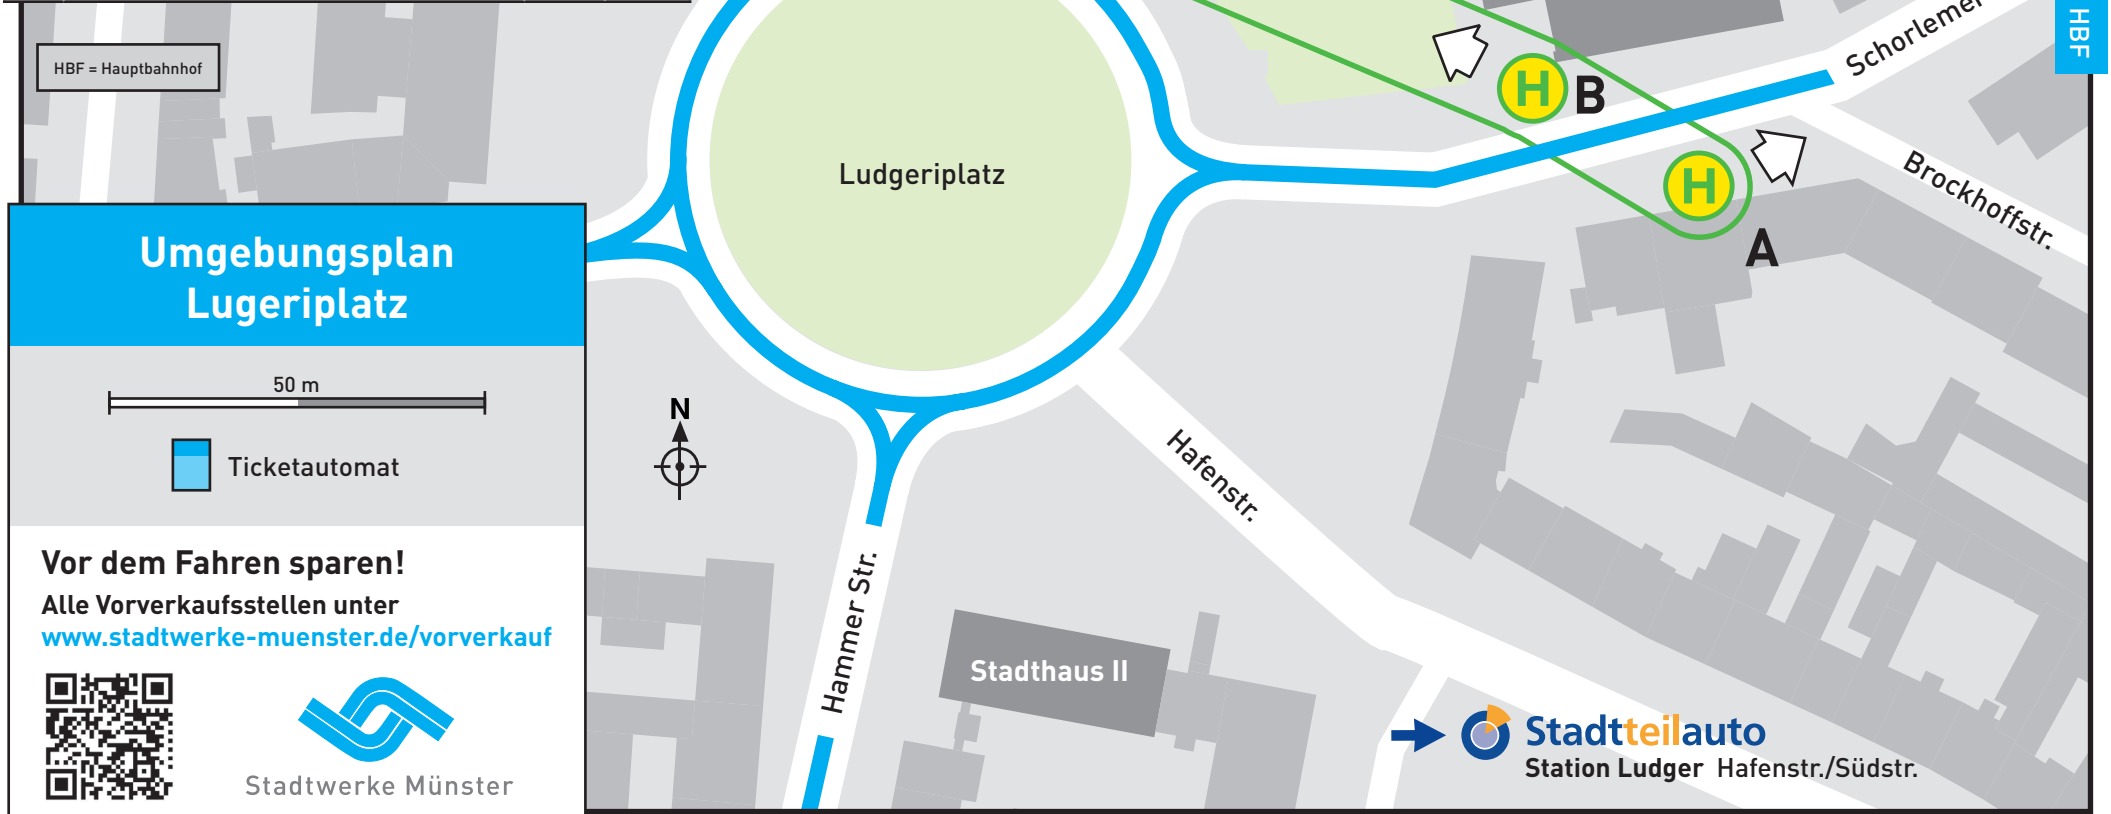 HBF = Hauptbahnhof
HBF
Schorlemer
H B
Ludgeriplatz
H
A
Brockhoffstr.
Umgebungsplan
Lugeriplatz
50 m
Ticketautomat
N
Hafenstr.
Hammer Str.
Vor dem Fahren sparen!
Alle Vorverkaufsstellen unter
www.stadtwerke-muenster.de/vorverkauf
Stadtwerke Münster
Stadthaus II
Stadtteilauto
Station Ludger Hafenstr./Südstr.